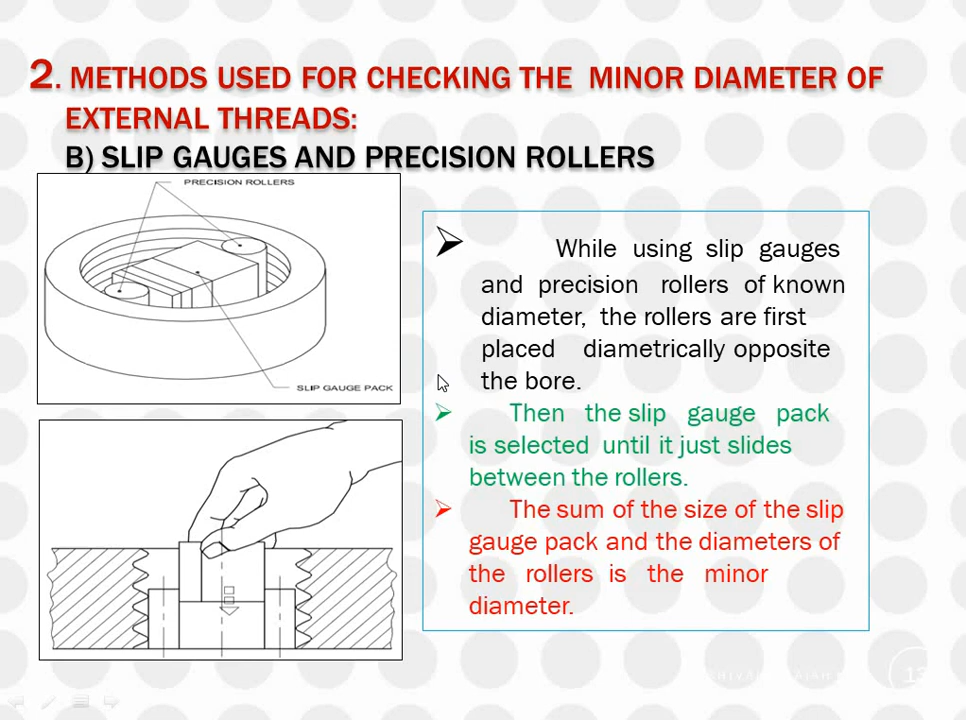 2. METHODS USED FOR CHECKING THE MINOR DIAMETER OF
EXTERNAL THREADS:
B) SLIP GAUGES AND PRECISION ROLLERS
PRECISION ROLLERS
SLIP GAUGE PACK
While using slip gauges
and precision rollers of known
diameter, the rollers are first
placed diametrically opposite
the bore.
Then the slip gauge pack
is selected until it just slides
between the rollers.
The sum of the size of the slip
gauge pack and the diameters of
the rollers is the minor
diameter.